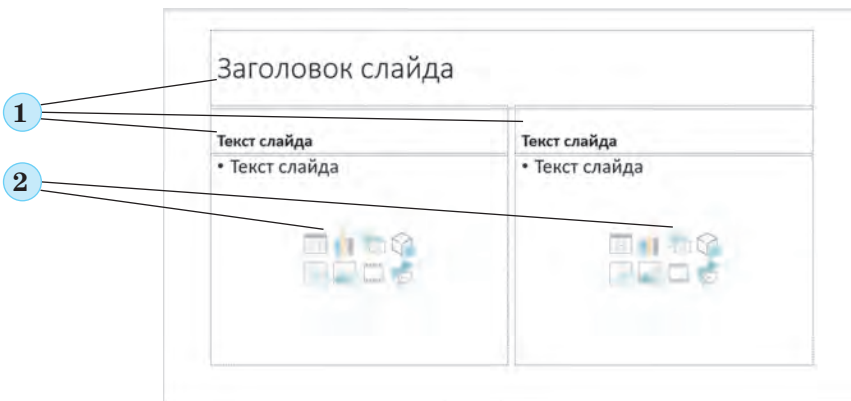 Заголовок слайда
1
Текст слайда
Текст слайда
• Текст слайда
• Текст слайда
2